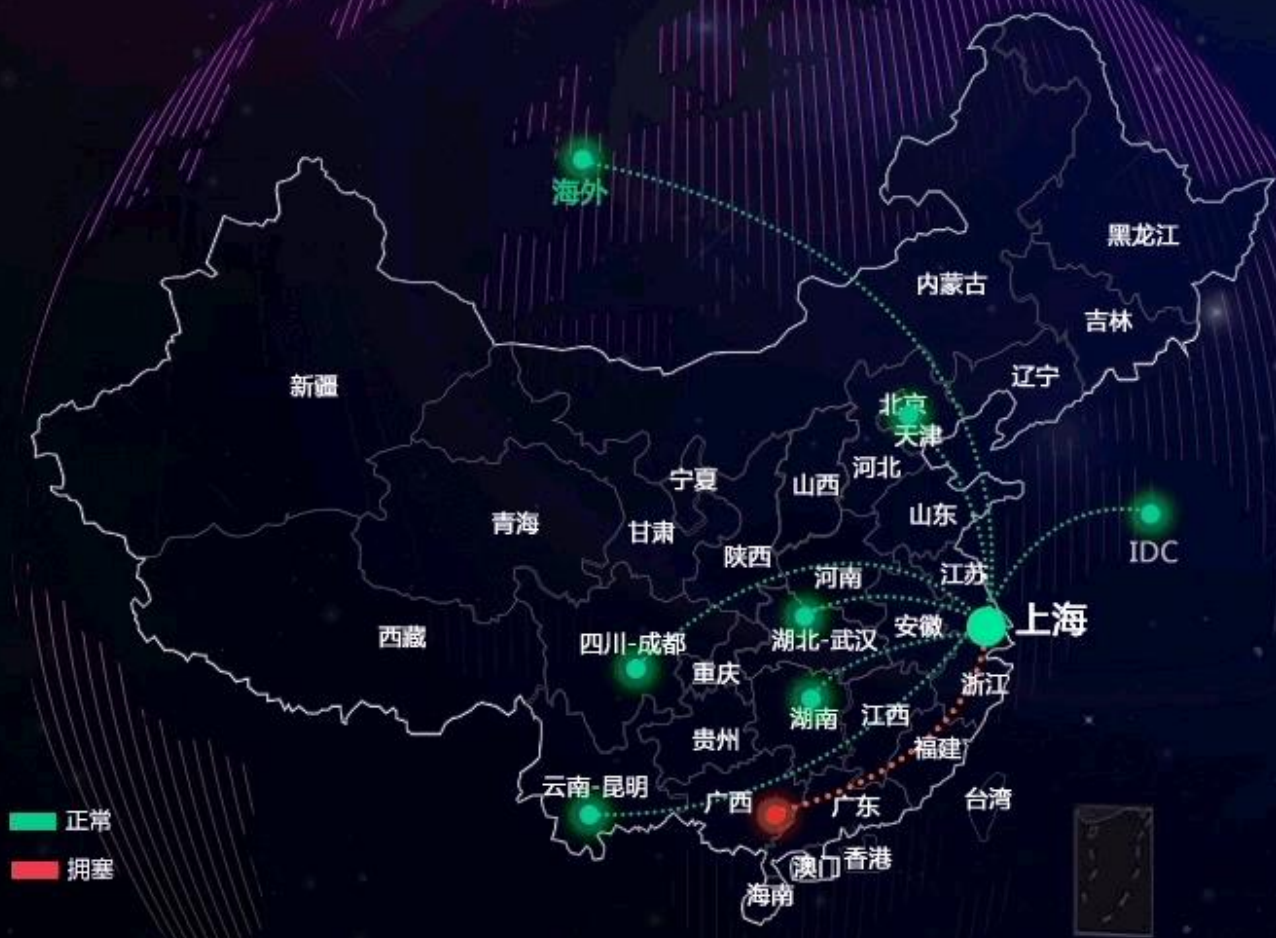 海外
黑龙江
内蒙古
吉林
辽宁
新疆
北京
天津
河北
宁夏
山西
山东
青海
甘肃
IDC
陕西
河南
江苏
上海
安徽
西藏
四川-成都
湖北-武汉
重庆
浙江
湖南
江西
贵州
福建
云南-昆明
广西
广东
台湾
正常
香港
澳门
拥塞
海南